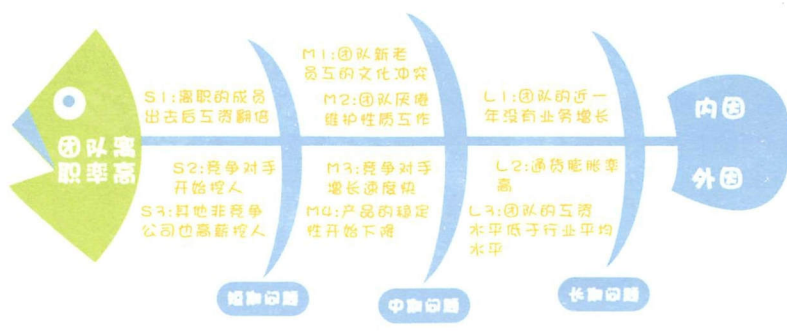 团队离
职率高
S1:离职的成员
出去后工资翻倍
S2:竞争对手
开始挖人
S3:其他非竞争
公司也高薪挖人
M1:团队新老
员工的文化冲突
M2:团队厌倦
维护性质工作
M3:竞争对手
增长速度快
M4:产品的稳定
性开始下降
L1:团队的近一
年没有业务增长
L2:通货膨胀率
高
L3:团队的工资
水平低于行业平均
水平
内因
外因
短期问题
中期问题
长期问题